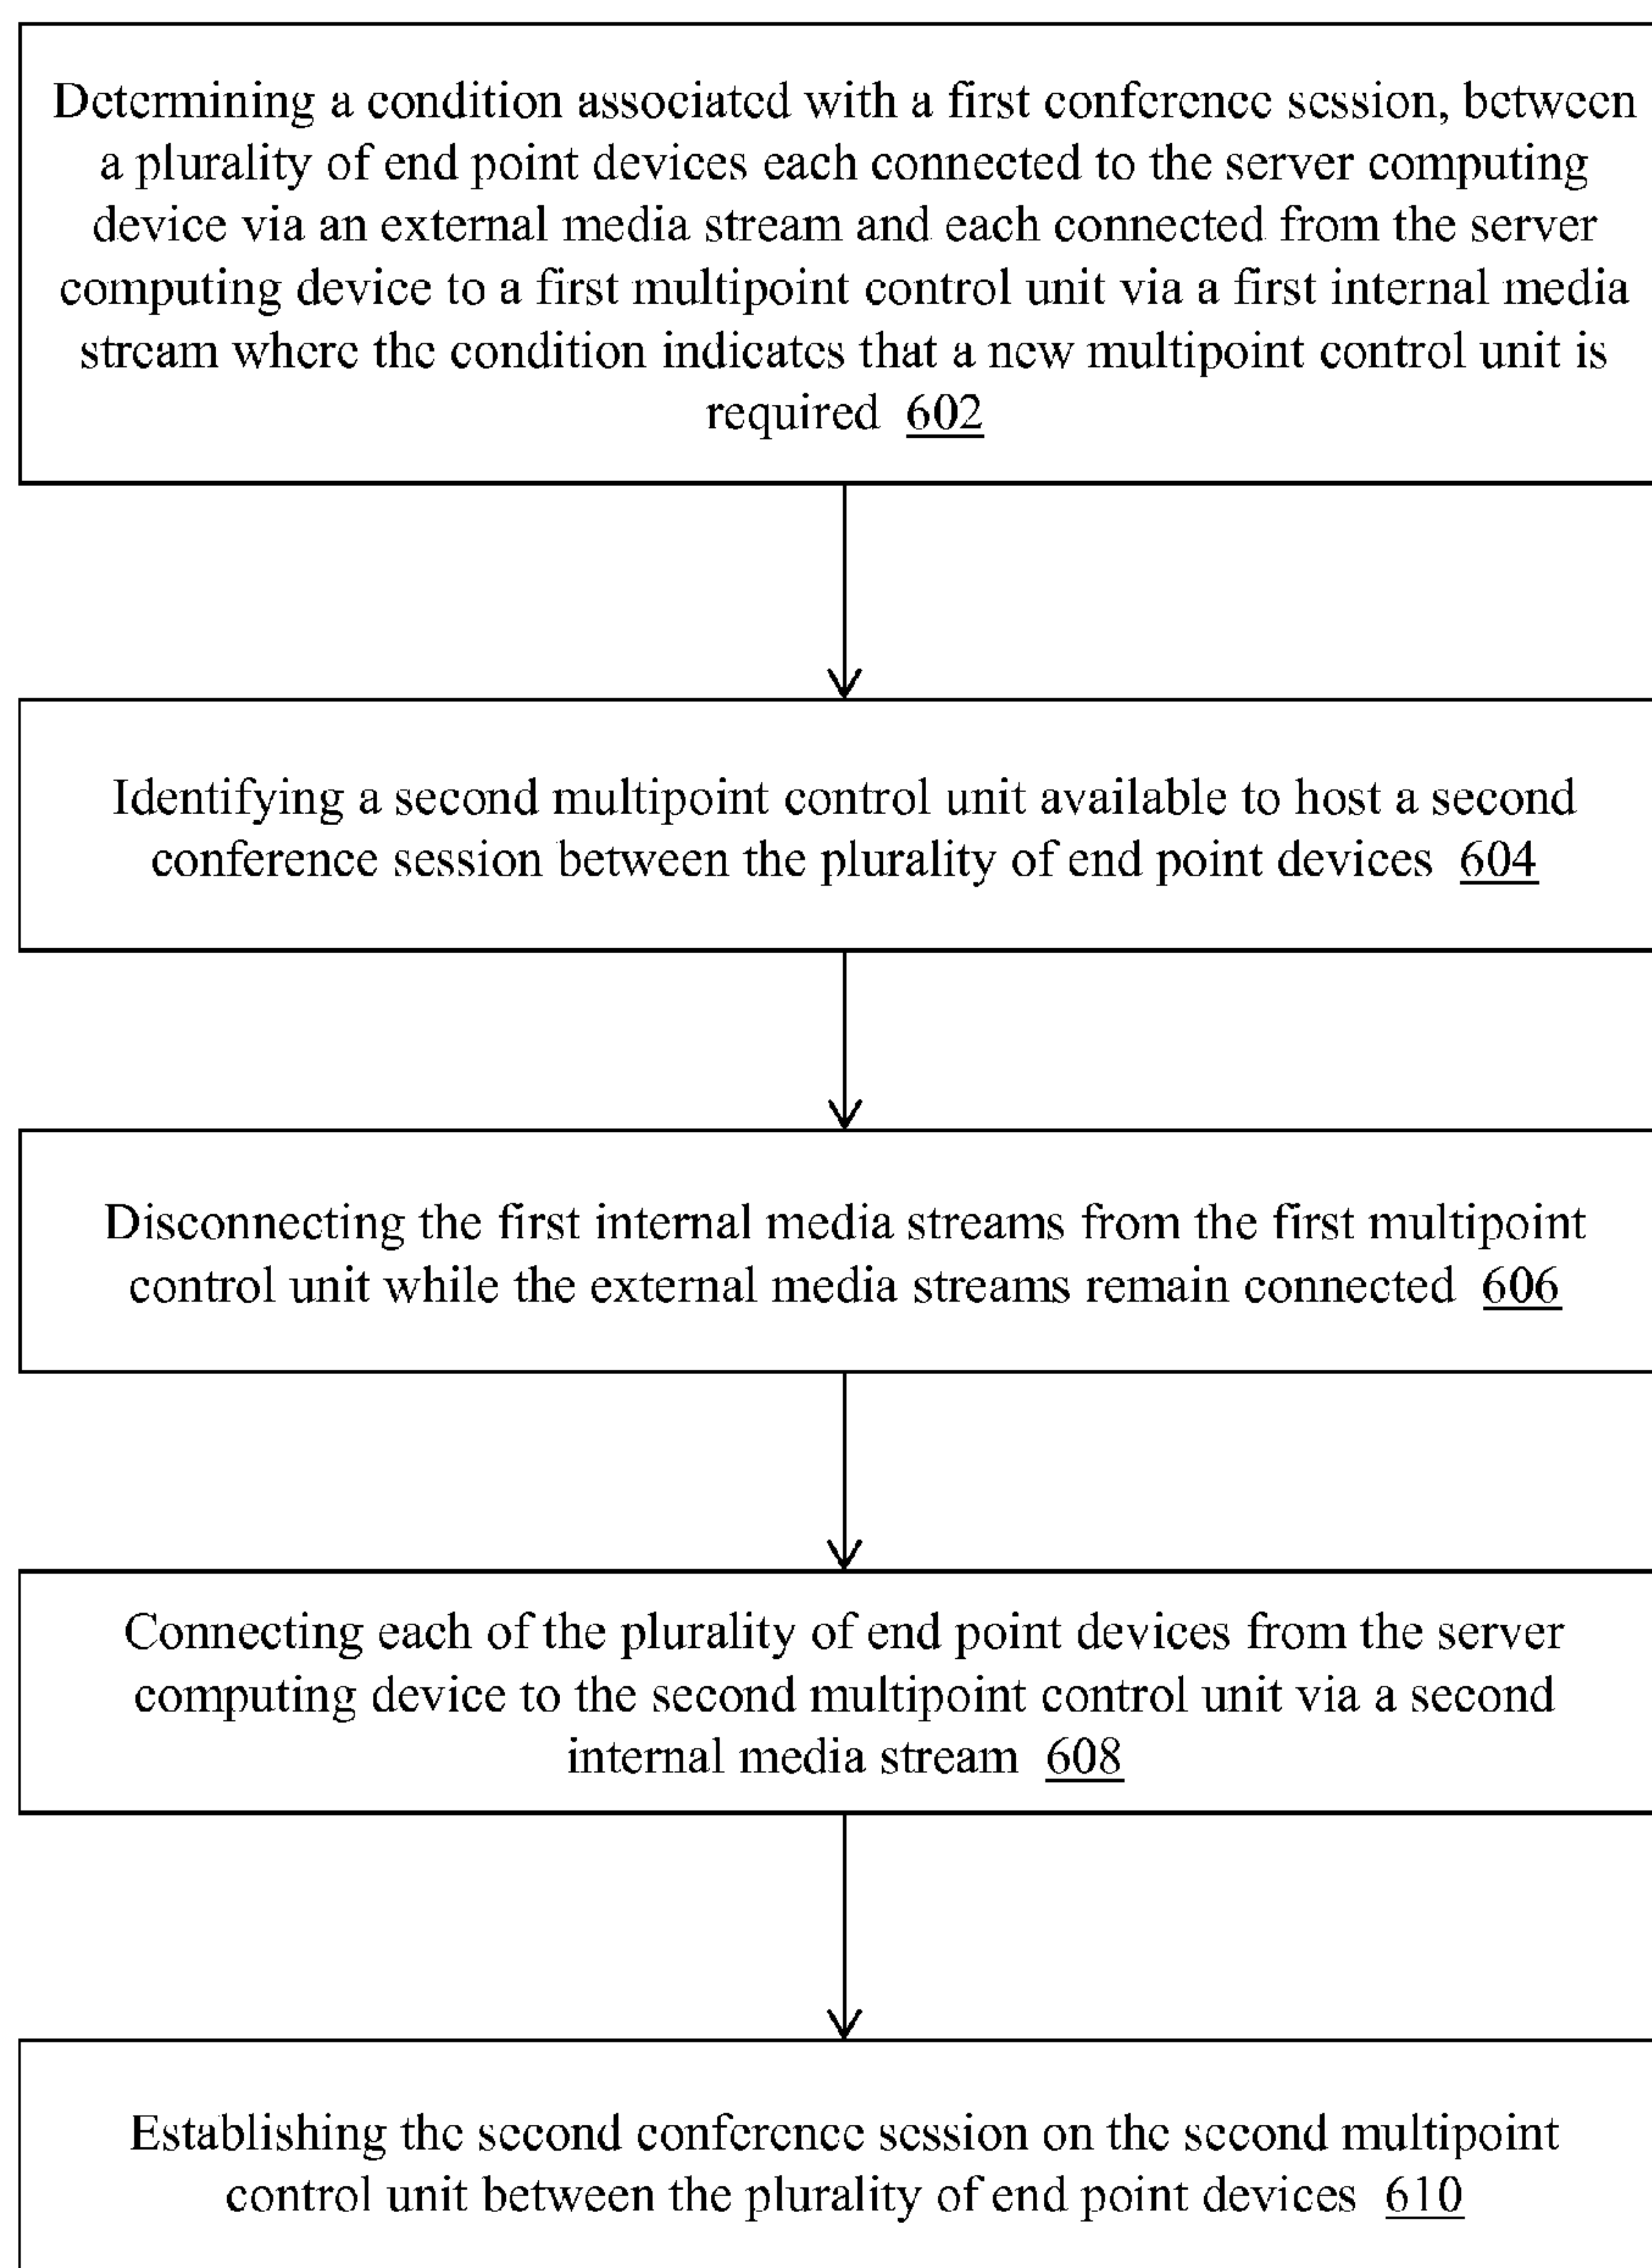 Determining a condition associated with a first conference session, between
a plurality of end point devices each connected to the server computing
device via an external media stream and each connected from the server
computing device to a first multipoint control unit via a first internal media
stream where the condition indicates that a new multipoint control unit is
required 602
Identifying a second multipoint control unit available to host a second
conference session between the plurality of end point devices 604
Disconnecting the first internal media streams from the first multipoint
control unit while the external media streams remain connected 606
Connecting each of the plurality of end point devices from the server
computing device to the second multipoint control unit via a second
internal media stream 608
Establishing the second conference session on the second multipoint
control unit between the plurality of end point devices 610